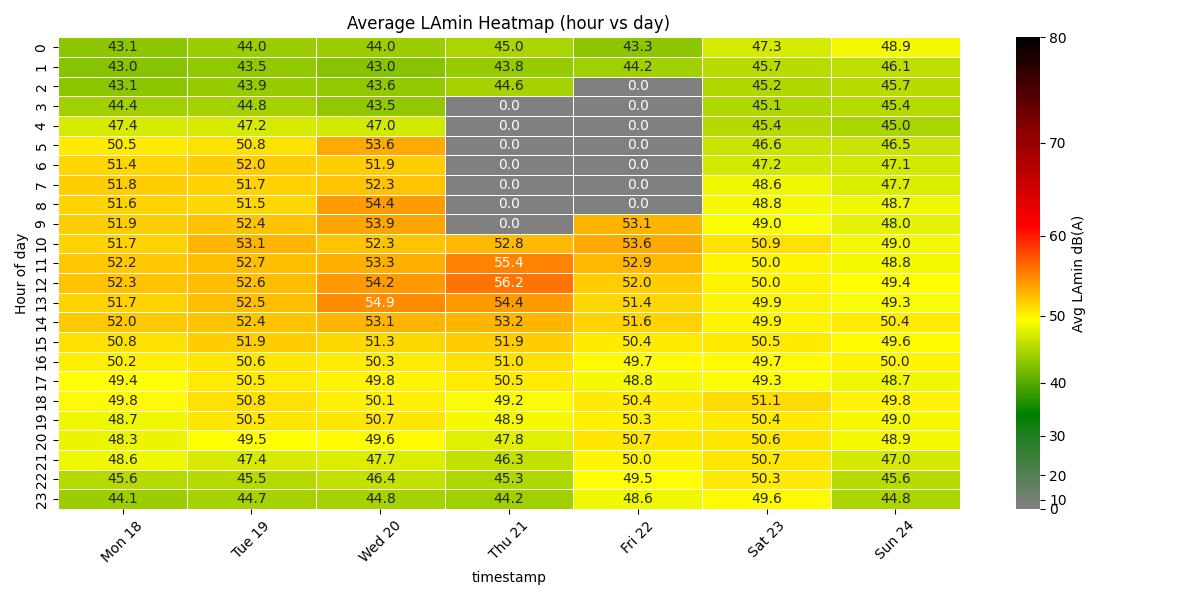 Average LAmin Heatmap (hour vs day)
0 43.1 44.0 44.0 45.0 43.3 47.3 48.9
1 43.0 43.5 43.0 43.8 44.2 45.7 46.1
2 43.1 43.9 43.6 44.6 0.0 45.2 45.7
3 44.4 44.8 43.5 0.0 0.0 45.1 45.4
4 47.4 47.2 47.0 0.0 0.0 45.4 45.0
5 50.5 50.8 53.6 0.0 0.0 46.6 46.5
6 51.4 52.0 51.9 0.0 0.0 47.2 47.1
7 51.8 51.7 52.3 0.0 0.0 48.6 47.7
8 51.6 51.5 54.4 0.0 0.0 48.8 48.7
9 51.9 52.4 53.9 0.0 53.1 49.0 48.0
10 51.7 53.1 52.3 52.8 53.6 50.9 49.0
11 52.2 52.7 53.3 55.4 52.9 50.0 48.8
12 52.3 52.6 54.2 56.2 52.0 50.0 49.4
13 51.7 52.5 54.9 54.4 51.4 49.9 49.3
14 52.0 52.4 53.1 53.2 51.6 49.9 50.4
15 50.8 51.9 51.3 51.9 50.4 50.5 49.6
16 50.2 50.6 50.3 51.0 49.7 49.7 50.0
17 49.4 50.5 49.8 50.5 48.8 49.3 48.7
18 49.8 50.8 50.1 49.2 50.4 51.1 49.8
19 48.7 50.5 50.7 48.9 50.3 50.4 49.0
20 48.3 49.5 49.6 47.8 50.7 50.6 48.9
21 48.6 47.4 47.7 46.3 50.0 50.7 47.0
22 45.6 45.5 46.4 45.3 49.5 50.3 45.6
23 44.1 44.7 44.8 44.2 48.6 49.6 44.8
Hour of day
Mon 18 Tue 19 Wed 20 Thu 21 Fri 22 Sat 23 Sun 24
timestamp
80
70
60
50
40
30
20
10
0
Avg LAmin dB(A)